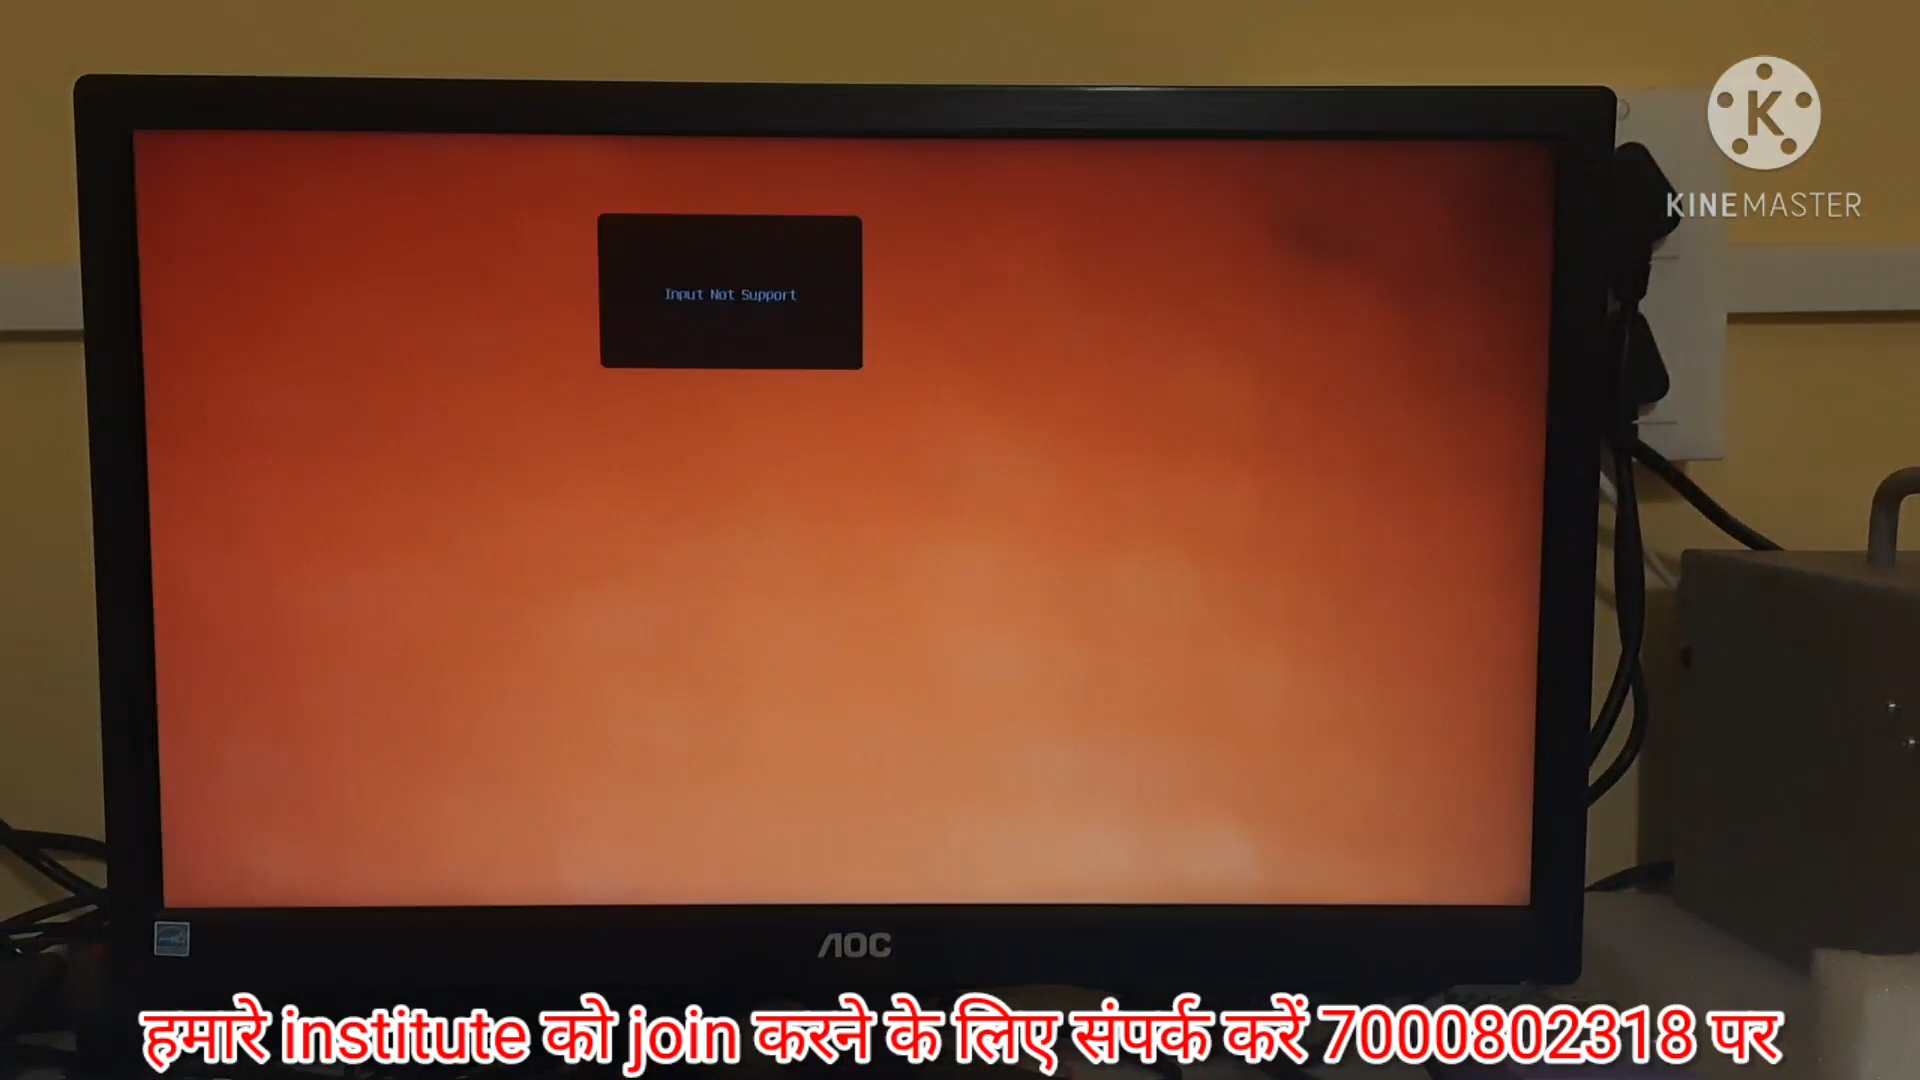 KINEMASTER
Input Not Support
AOC
हमारे institute को join करने के लिए संपर्क करें 7000802318 पर